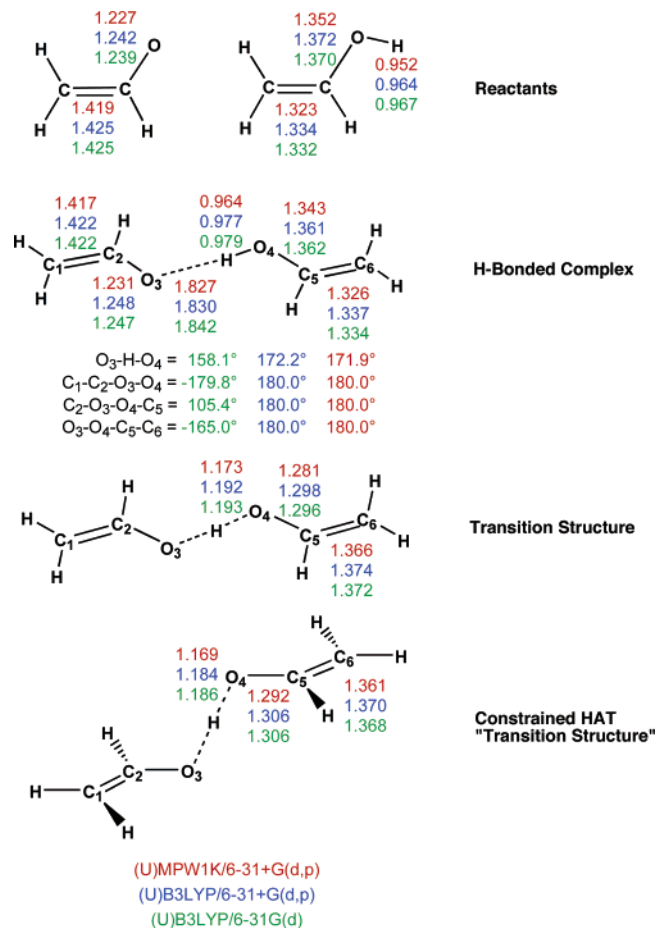 1.227
1.242
1.239
O
H
C
C
H
H
1.419
1.425
1.425
1.352
1.372
1.370
O
H
0.952
0.964
0.967
H
C
C
H
H
1.323
1.334
1.332
Reactants
1.417
1.422
1.422
H
H
C1
C2
H
O3
1.231
1.248
1.247
0.964
0.977
0.979
H
O4
1.827
1.830
1.842
1.343
1.361
1.362
H
C5
C6
H
H
1.326
1.337
1.334
H-Bonded Complex
O3-H-O4 = 158.1° 172.2° 171.9°
C1-C2-O3-O4 = -179.8° 180.0° 180.0°
C2-O3-O4-C5 = 105.4° 180.0° 180.0°
O3-O4-C5-C6 = -165.0° 180.0° 180.0°
H
H
C1
C2
H
O3
H
1.173
1.192
1.193
O4
1.281
1.298
1.296
C5
C6
H
H
H
1.366
1.374
1.372
Transition Structure
1.169
1.184
1.186
O4
H
C5
C6
H
H
1.292
1.306
1.306
1.361
1.370
1.368
H
H
C2
O3
H
C1
H
Constrained HAT
"Transition Structure"
(U)MPW1K/6-31+G(d,p)
(U)B3LYP/6-31+G(d,p)
(U)B3LYP/6-31G(d)